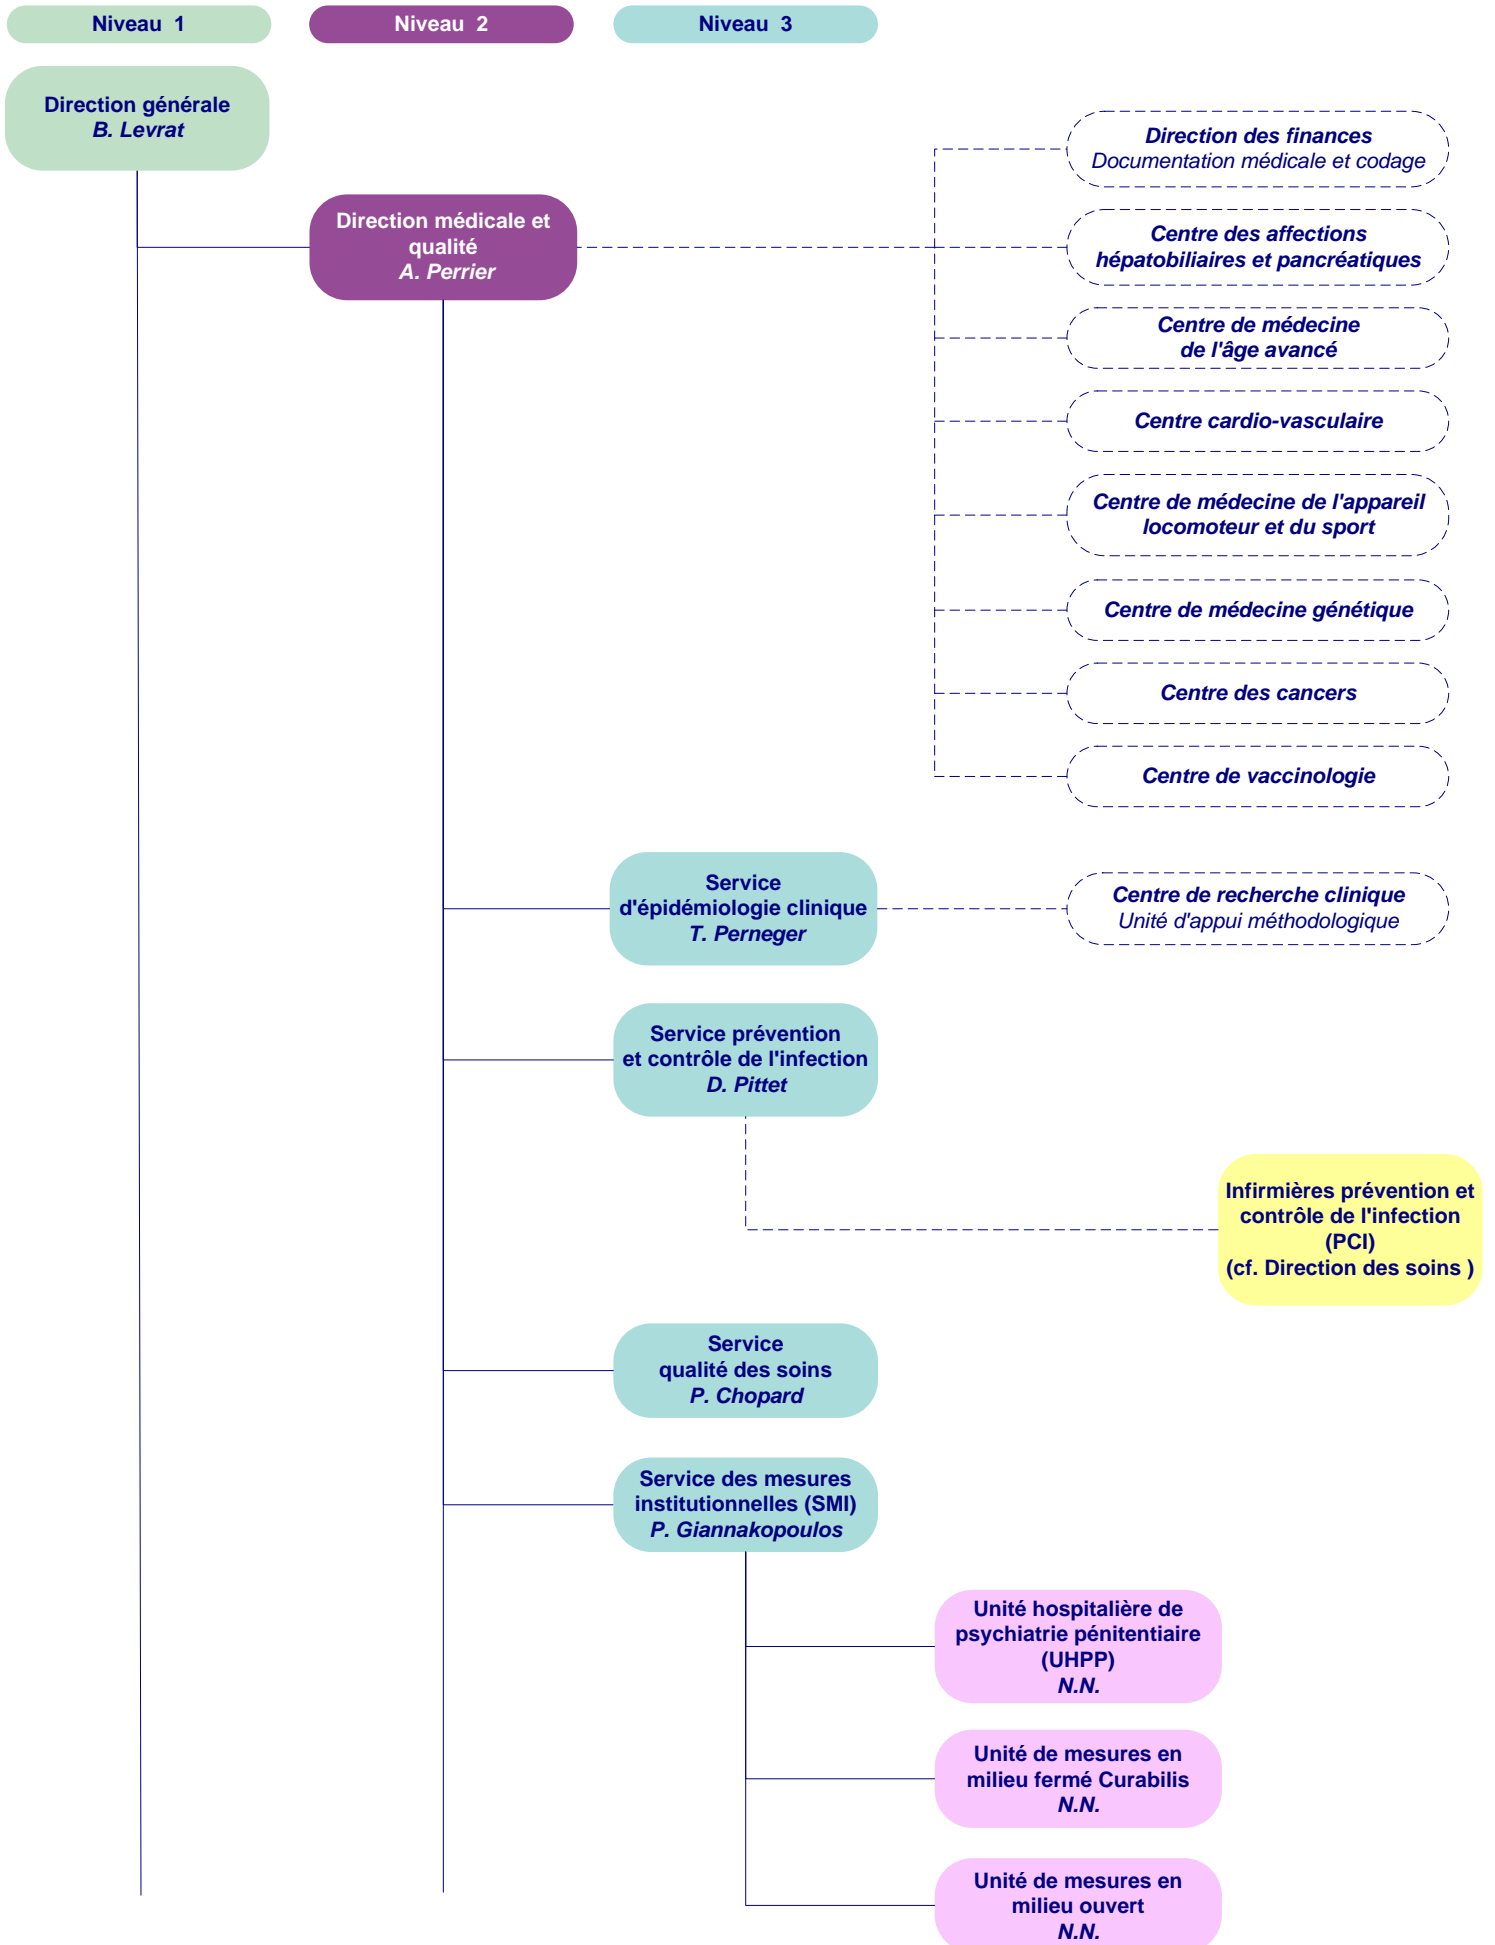 Niveau 1
Niveau 2
Niveau 3
Direction générale
B. Levrat
Direction médicale et
qualité
A. Perrier
Direction des finances
Documentation médicale et codage
Centre des affections
hépatobiliaires et pancréatiques
Centre de médecine
de l'âge avancé
Centre cardio-vasculaire
Centre de médecine de l'appareil
locomoteur et du sport
Centre de médecine génétique
Centre des cancers
Centre de vaccinologie
Service
d'épidémiologie clinique
T. Perneger
Centre de recherche clinique
Unité d'appui méthodologique
Service prévention
et contrôle de l'infection
D. Pittet
Infirmières prévention et
contrôle de l'infection
(PCI)
(cf. Direction des soins )
Service
qualité des soins
P. Chopard
Service des mesures
institutionnelles (SMI)
P. Giannakopoulos
Unité hospitalière de
psychiatrie pénitentiaire
(UHPP)
N.N.
Unité de mesures en
milieu fermé Curabilis
N.N.
Unité de mesures en
milieu ouvert
N.N.